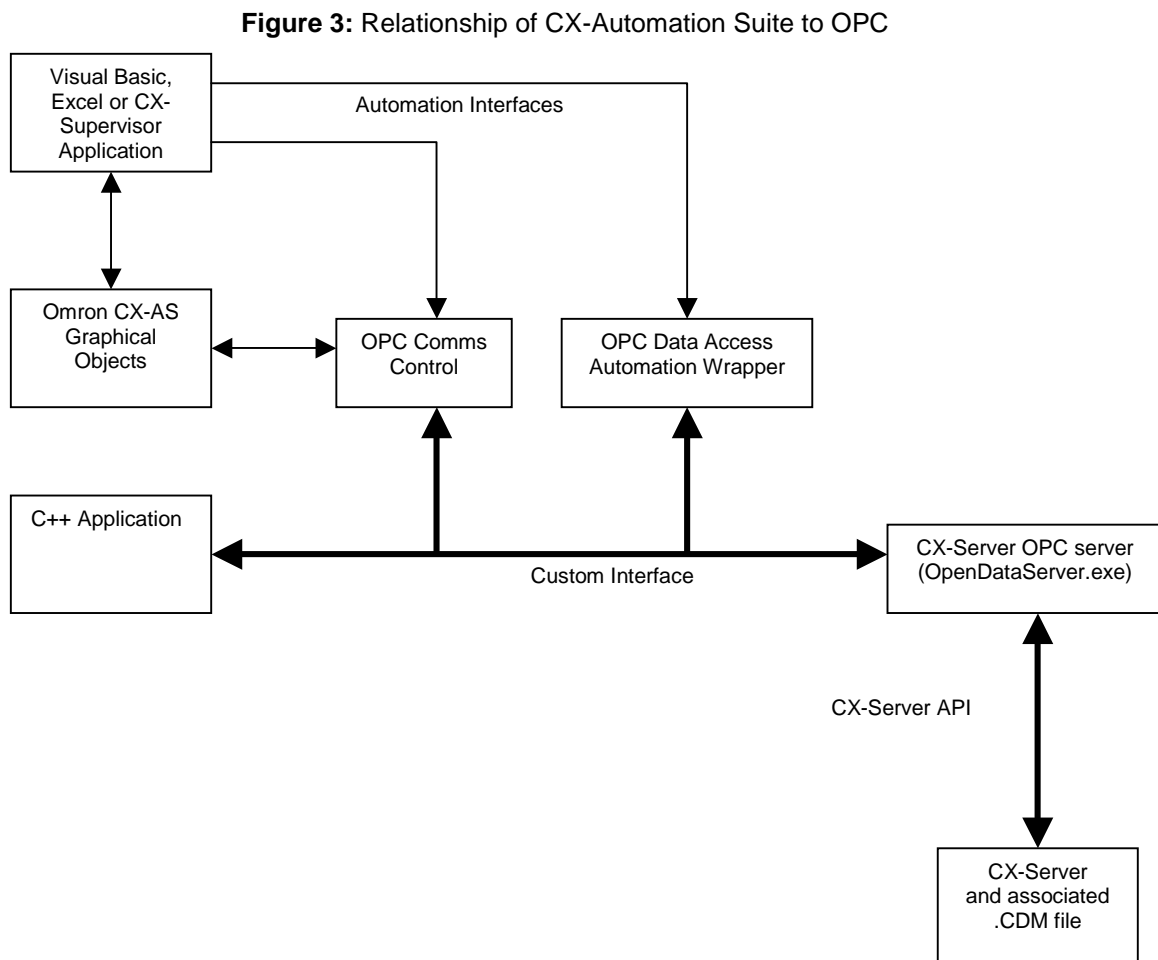 Figure 3: Relationship of CX-Automation Suite to OPC
Visual Basic,
Excel or CX-
Supervisor
Application
Automation Interfaces
Omron CX-AS
Graphical
Objects
OPC Comms
Control
OPC Data Access
Automation Wrapper
C++ Application
Custom Interface
CX-Server OPC server
(OpenDataServer.exe)
CX-Server API
CX-Server
and associated
.CDM file